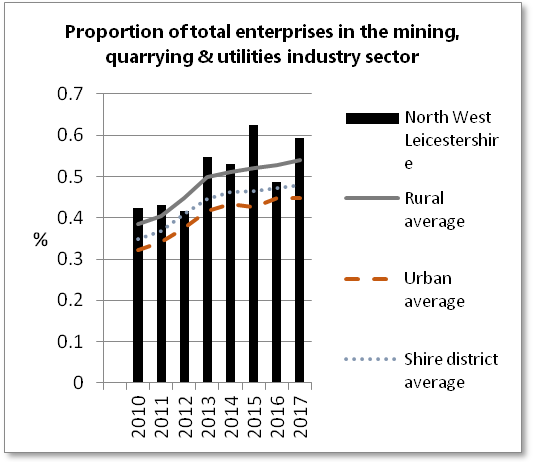 Proportion of total enterprises in the mining,
quarrying & utilities industry sector
0.7
0.6
0.5
0.4
0.3
0.2
0.1
0
%
2010
2011
2012
2013
2014
2015
2016
2017
North West
Leicestershir
e
Rural
average
Urban
average
Shire district
average